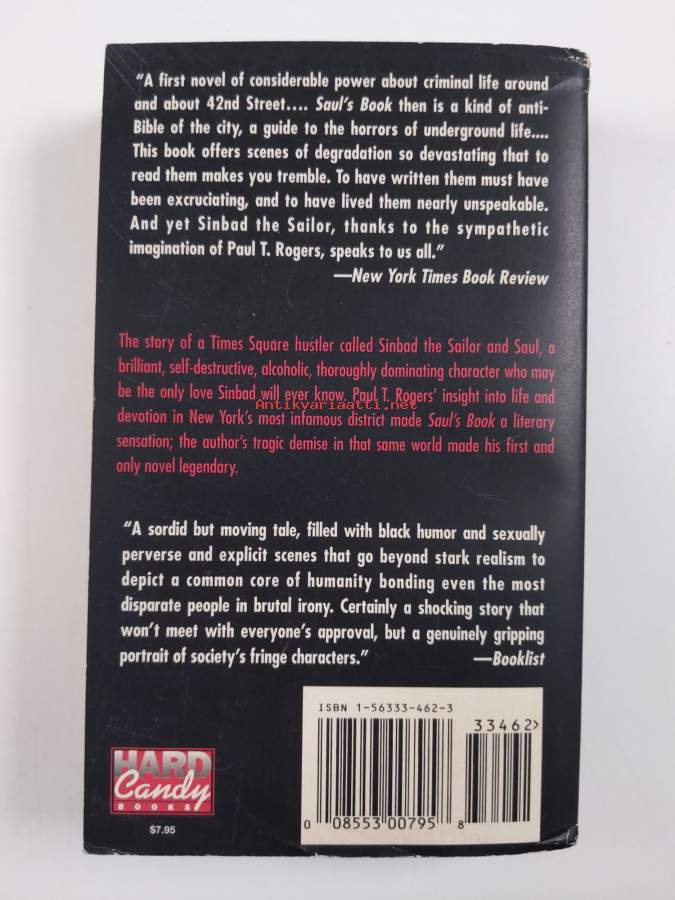 “A first novel of considerable power about criminal life around
and about 42nd Street.... Saul’s Book then is a kind of anti-
Bible of the city, a guide to the horrors of underground life....
This book offers scenes of degradation so devastating that to
read them makes you tremble. To have written them must have
been excruciating, and to have lived them nearly unspeakable.
And yet Sinbad the Sailor, thanks to the sympathetic
imagination of Paul T. Rogers, speaks to us all.”
—New York Times Book Review
The story of a Times Square hustler called Sinbad the Sailor and Saul, a
brilliant, self-destructive, alcoholic, thoroughly dominating character who may
be the only love Sinbad will ever know. Paul T. Rogers’ insight into life and
Antikvariaatti.net
devotion in New York’s most infamous district made Saul’s Book a literary
sensation; the author’s tragic demise in that same world made his first and
only novel legendary.
“A sordid but moving tale, filled with black humor and sexually
perverse and explicit scenes that go beyond stark realism to
depict a common core of humanity bonding even the most
disparate people in brutal irony. Certainly a shocking story that
won’t meet with everyone’s approval, but a genuinely gripping
portrait of society’s fringe characters.” —Booklist
ISBN 1-56333-462-3
33462>
0 08553 00795 8
HARD
Candy
BOOKS
$7.95